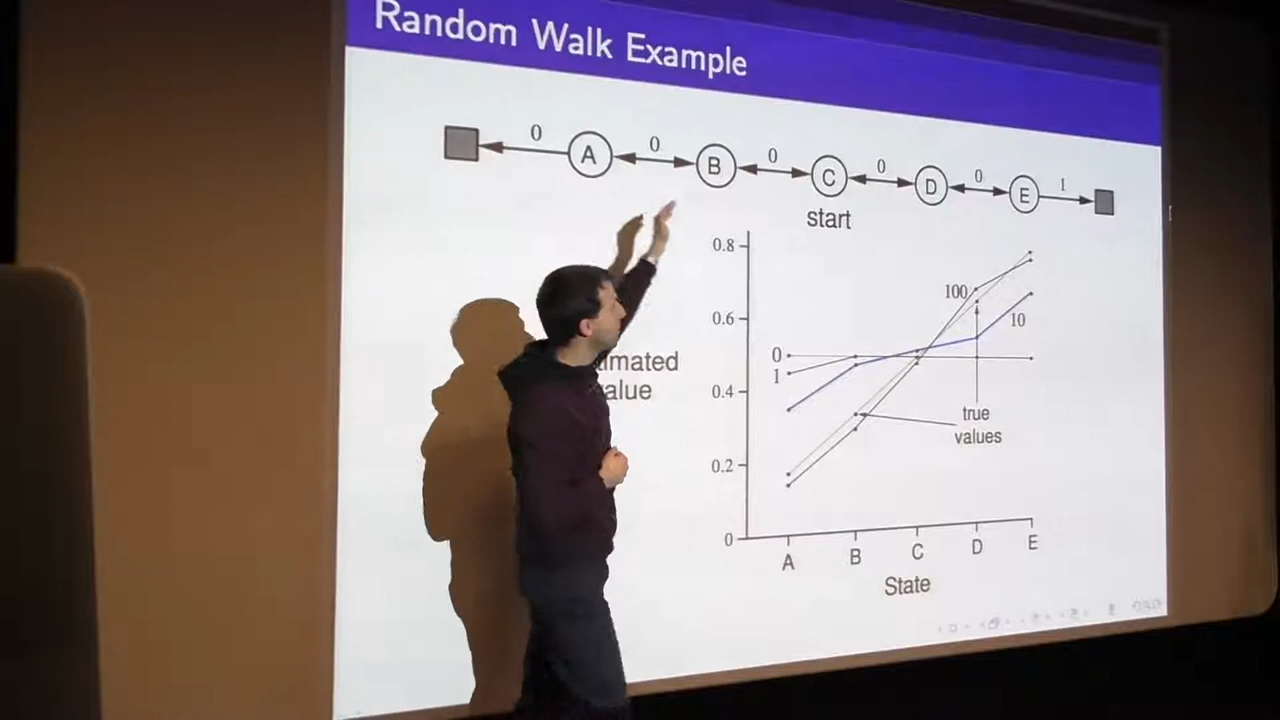 Random Walk Example
0 0 0 0 0 1
A B C D E
start
0.8
100
0.6
10
0
timated
1
alue
0.4
true
values
0.2
0
A B C D E
State